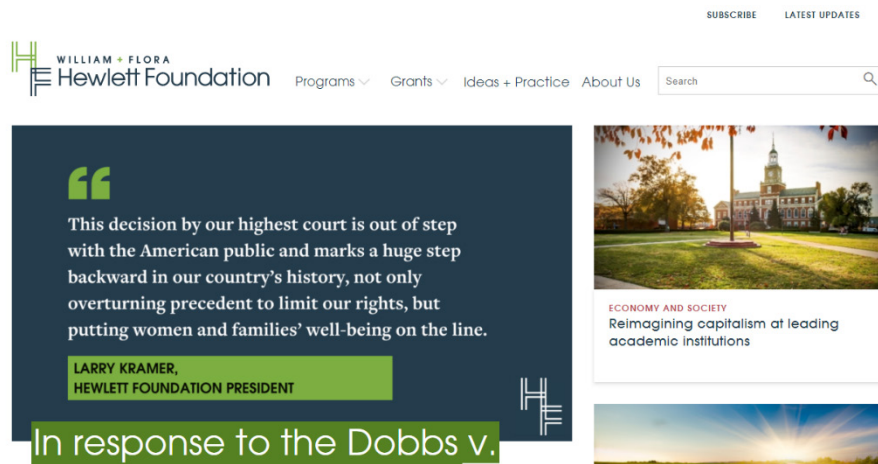 SUBSCRIBE LATEST UPDATES
WILLIAM + FLORA
Hewlett Foundation
Programs Grants Ideas + Practice About Us Search
“
This decision by our highest court is out of step
with the American public and marks a huge step
backward in our country’s history, not only
overturning precedent to limit our rights, but
putting women and families’ well-being on the line.
LARRY KRAMER,
HEWLETT FOUNDATION PRESIDENT
In response to the Dobbs v.
ECONOMY AND SOCIETY
Reimagining capitalism at leading
academic institutions